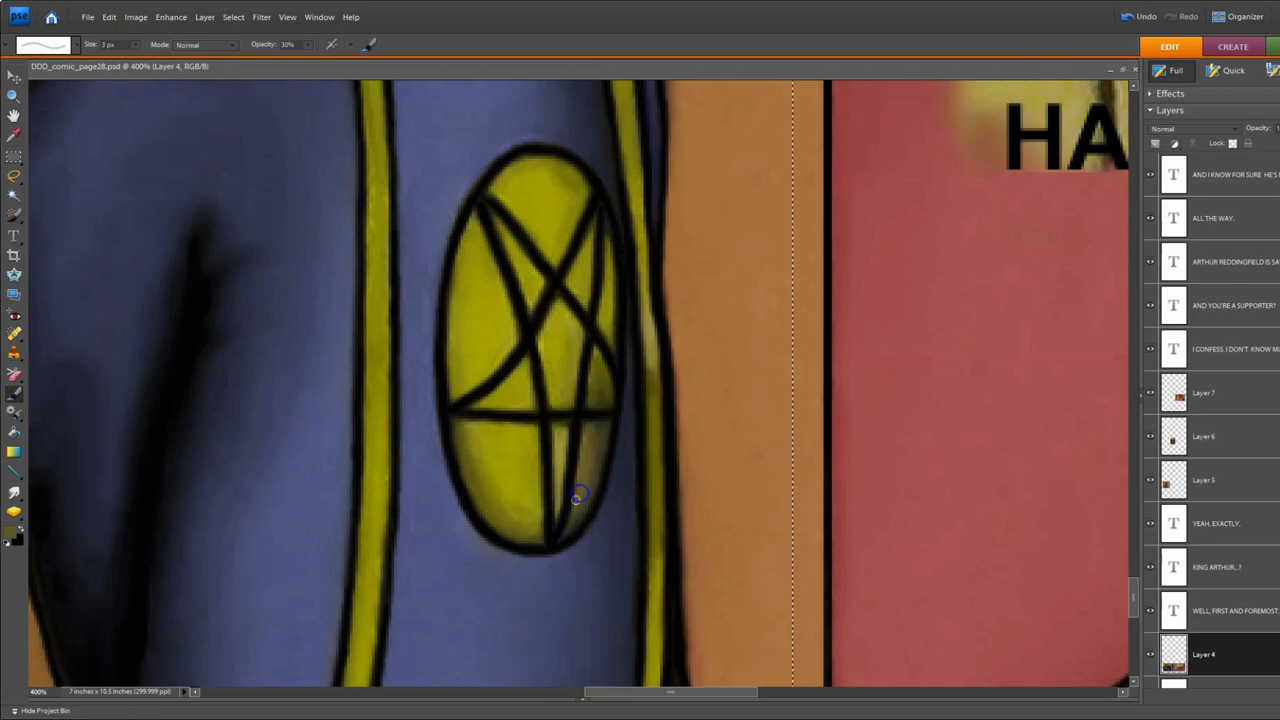 pse File Edit Image Enhance Layer Select Filter View Window Help Undo Redo Organizer
Size: 3 px Mode: Normal Opacity: 30% EDIT CREATE
DDD_comic_page28.psd @ 400% (Layer 4, RGB/8)
Full Quick
Effects
Layers
Normal Opacity: 1
Lock:
HA
T AND I KNOW FOR SURE HE'S
T ALL THE WAY.
T ARTHUR REDDINGFIELD IS SA
T AND YOU'RE A SUPPORTER?
T I CONFESS, I DON'T KNOW MU
Layer 7
Layer 6
Layer 5
T YEAH, EXACTLY.
T KING ARTHUR...?
T WELL, FIRST AND FOREMOST,
Layer 4
400% 7 inches x 10.5 inches (299.999 ppi)
Hide Project Bin